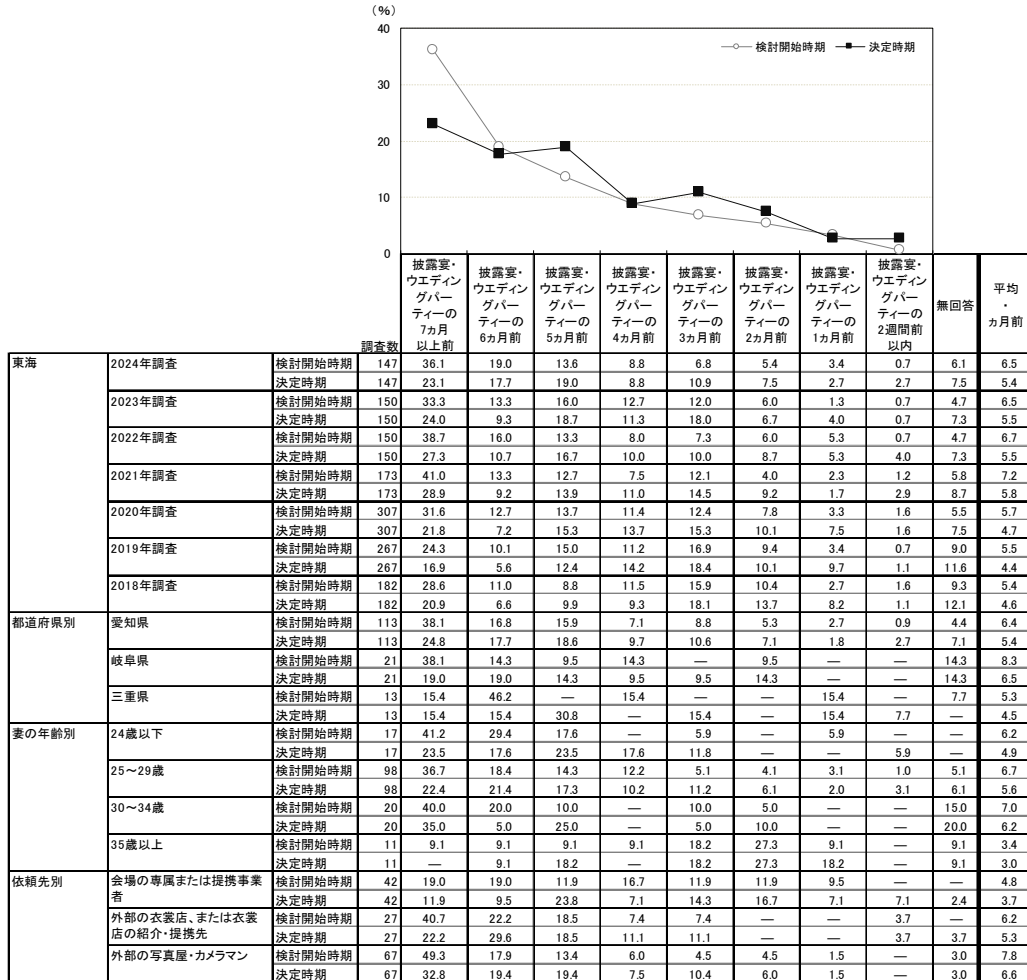 （%）
40
30
20
10
0
検討開始時期 決定時期
調査数 披露宴・ウエディングパーティーの7ヵ月以上前 披露宴・ウエディングパーティーの6ヵ月前 披露宴・ウエディングパーティーの5ヵ月前 披露宴・ウエディングパーティーの4ヵ月前 披露宴・ウエディングパーティーの3ヵ月前 披露宴・ウエディングパーティーの2ヵ月前 披露宴・ウエディングパーティーの1ヵ月前 披露宴・ウエディングパーティーの2週間前以内 無回答 平均・ヵ月前
東海 2024年調査 検討開始時期 147 36.1 19.0 13.6 8.8 6.8 5.4 3.4 0.7 6.1 6.5
決定時期 147 23.1 17.7 19.0 8.8 10.9 7.5 2.7 2.7 7.5 5.4
2023年調査 検討開始時期 150 33.3 13.3 16.0 12.7 12.0 6.0 1.3 0.7 4.7 6.5
決定時期 150 24.0 9.3 18.7 11.3 18.0 6.7 4.0 0.7 7.3 5.5
2022年調査 検討開始時期 150 38.7 16.0 13.3 8.0 7.3 6.0 5.3 0.7 4.7 6.7
決定時期 150 27.3 10.7 16.7 10.0 10.0 8.7 5.3 4.0 7.3 5.5
2021年調査 検討開始時期 173 41.0 13.3 12.7 7.5 12.1 4.0 2.3 1.2 5.8 7.2
決定時期 173 28.9 9.2 13.9 11.0 14.5 9.2 1.7 2.9 8.7 5.8
2020年調査 検討開始時期 307 31.6 12.7 13.7 11.4 12.4 7.8 3.3 1.6 5.5 5.7
決定時期 307 21.8 7.2 15.3 13.7 15.3 10.1 7.5 1.6 7.5 4.7
2019年調査 検討開始時期 267 24.3 10.1 15.0 11.2 16.9 9.4 3.4 0.7 9.0 5.5
決定時期 267 16.9 5.6 12.4 14.2 18.4 10.1 9.7 1.1 11.6 4.4
2018年調査 検討開始時期 182 28.6 11.0 8.8 11.5 15.9 10.4 2.7 1.6 9.3 5.4
決定時期 182 20.9 6.6 9.9 9.3 18.1 13.7 8.2 1.1 12.1 4.6
都道府県別 愛知県 検討開始時期 113 38.1 16.8 15.9 7.1 8.8 5.3 2.7 0.9 4.4 6.4
決定時期 113 24.8 17.7 18.6 9.7 10.6 7.1 1.8 2.7 7.1 5.4
岐阜県 検討開始時期 21 38.1 14.3 9.5 14.3 ― 9.5 ― ― 14.3 8.3
決定時期 21 19.0 19.0 14.3 9.5 9.5 14.3 ― ― 14.3 6.5
三重県 検討開始時期 13 15.4 46.2 ― 15.4 ― ― 15.4 ― 7.7 5.3
決定時期 13 15.4 15.4 30.8 ― 15.4 ― 15.4 7.7 ― 4.5
妻の年齢別 24歳以下 検討開始時期 17 41.2 29.4 17.6 ― 5.9 ― 5.9 ― ― 6.2
決定時期 17 23.5 17.6 23.5 17.6 11.8 ― ― 5.9 ― 4.9
25～29歳 検討開始時期 98 36.7 18.4 14.3 12.2 5.1 4.1 3.1 1.0 5.1 6.7
決定時期 98 22.4 21.4 17.3 10.2 11.2 6.1 2.0 3.1 6.1 5.6
30～34歳 検討開始時期 20 40.0 20.0 10.0 ― 10.0 5.0 ― ― 15.0 7.0
決定時期 20 35.0 5.0 25.0 ― 5.0 10.0 ― ― 20.0 6.2
35歳以上 検討開始時期 11 9.1 9.1 9.1 9.1 18.2 27.3 9.1 ― 9.1 3.4
決定時期 11 ― 9.1 18.2 ― 18.2 27.3 18.2 ― 9.1 3.0
依頼先別 会場の専属または提携事業者 検討開始時期 42 19.0 19.0 11.9 16.7 11.9 11.9 9.5 ― ― 4.8
決定時期 42 11.9 9.5 23.8 7.1 14.3 16.7 7.1 7.1 2.4 3.7
外部の衣裳店、または衣裳店の紹介・提携先 検討開始時期 27 40.7 22.2 18.5 7.4 7.4 ― ― 3.7 ― 6.2
決定時期 27 22.2 29.6 18.5 11.1 11.1 ― ― 3.7 3.7 5.3
外部の写真屋・カメラマン 検討開始時期 67 49.3 17.9 13.4 6.0 4.5 4.5 1.5 ― 3.0 7.8
決定時期 67 32.8 19.4 19.4 7.5 10.4 6.0 1.5 ― 3.0 6.6